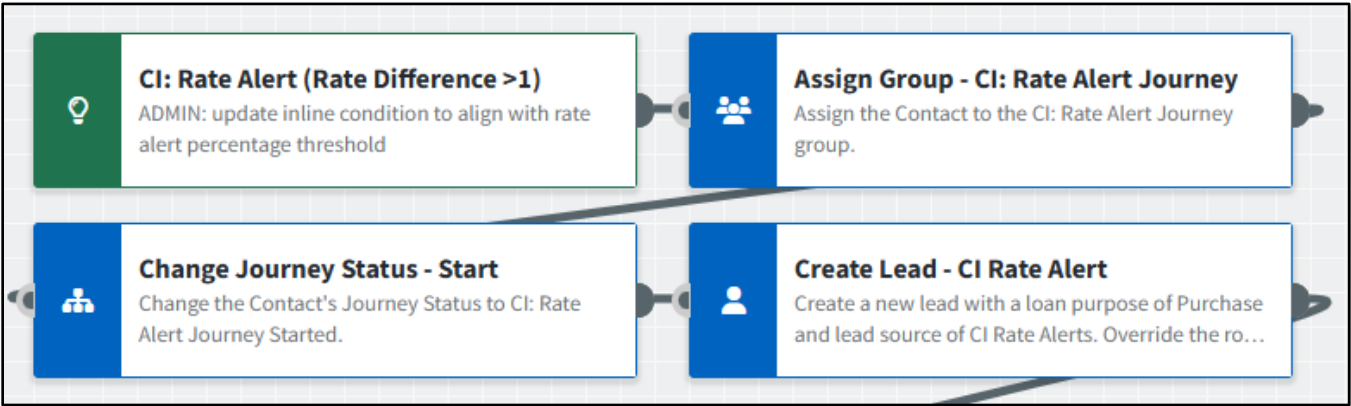 CI: Rate Alert (Rate Difference >1)
ADMIN: update inline condition to align with rate
alert percentage threshold
Assign Group - CI: Rate Alert Journey
Assign the Contact to the CI: Rate Alert Journey
group.
Change Journey Status - Start
Change the Contact's Journey Status to CI: Rate
Alert Journey Started.
Create Lead - CI Rate Alert
Create a new lead with a loan purpose of Purchase
and lead source of CI Rate Alerts. Override the ro...